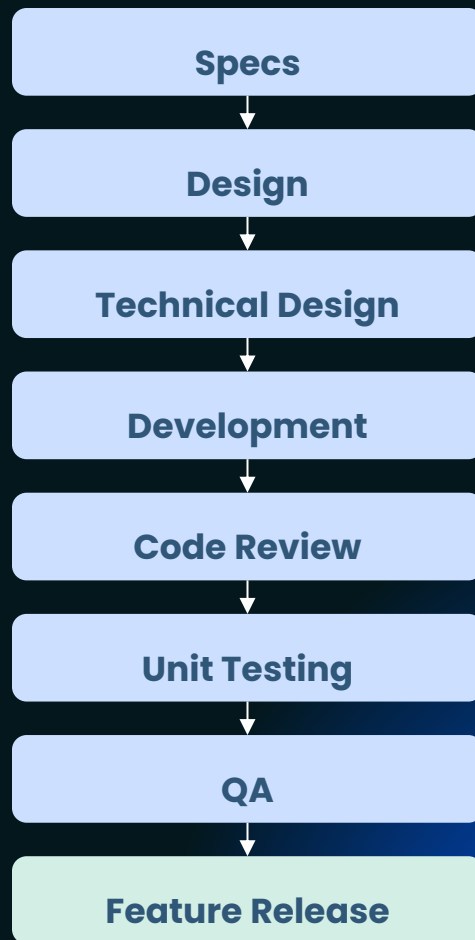 Specs
Design
Technical Design
Development
Code Review
Unit Testing
QA
Feature Release